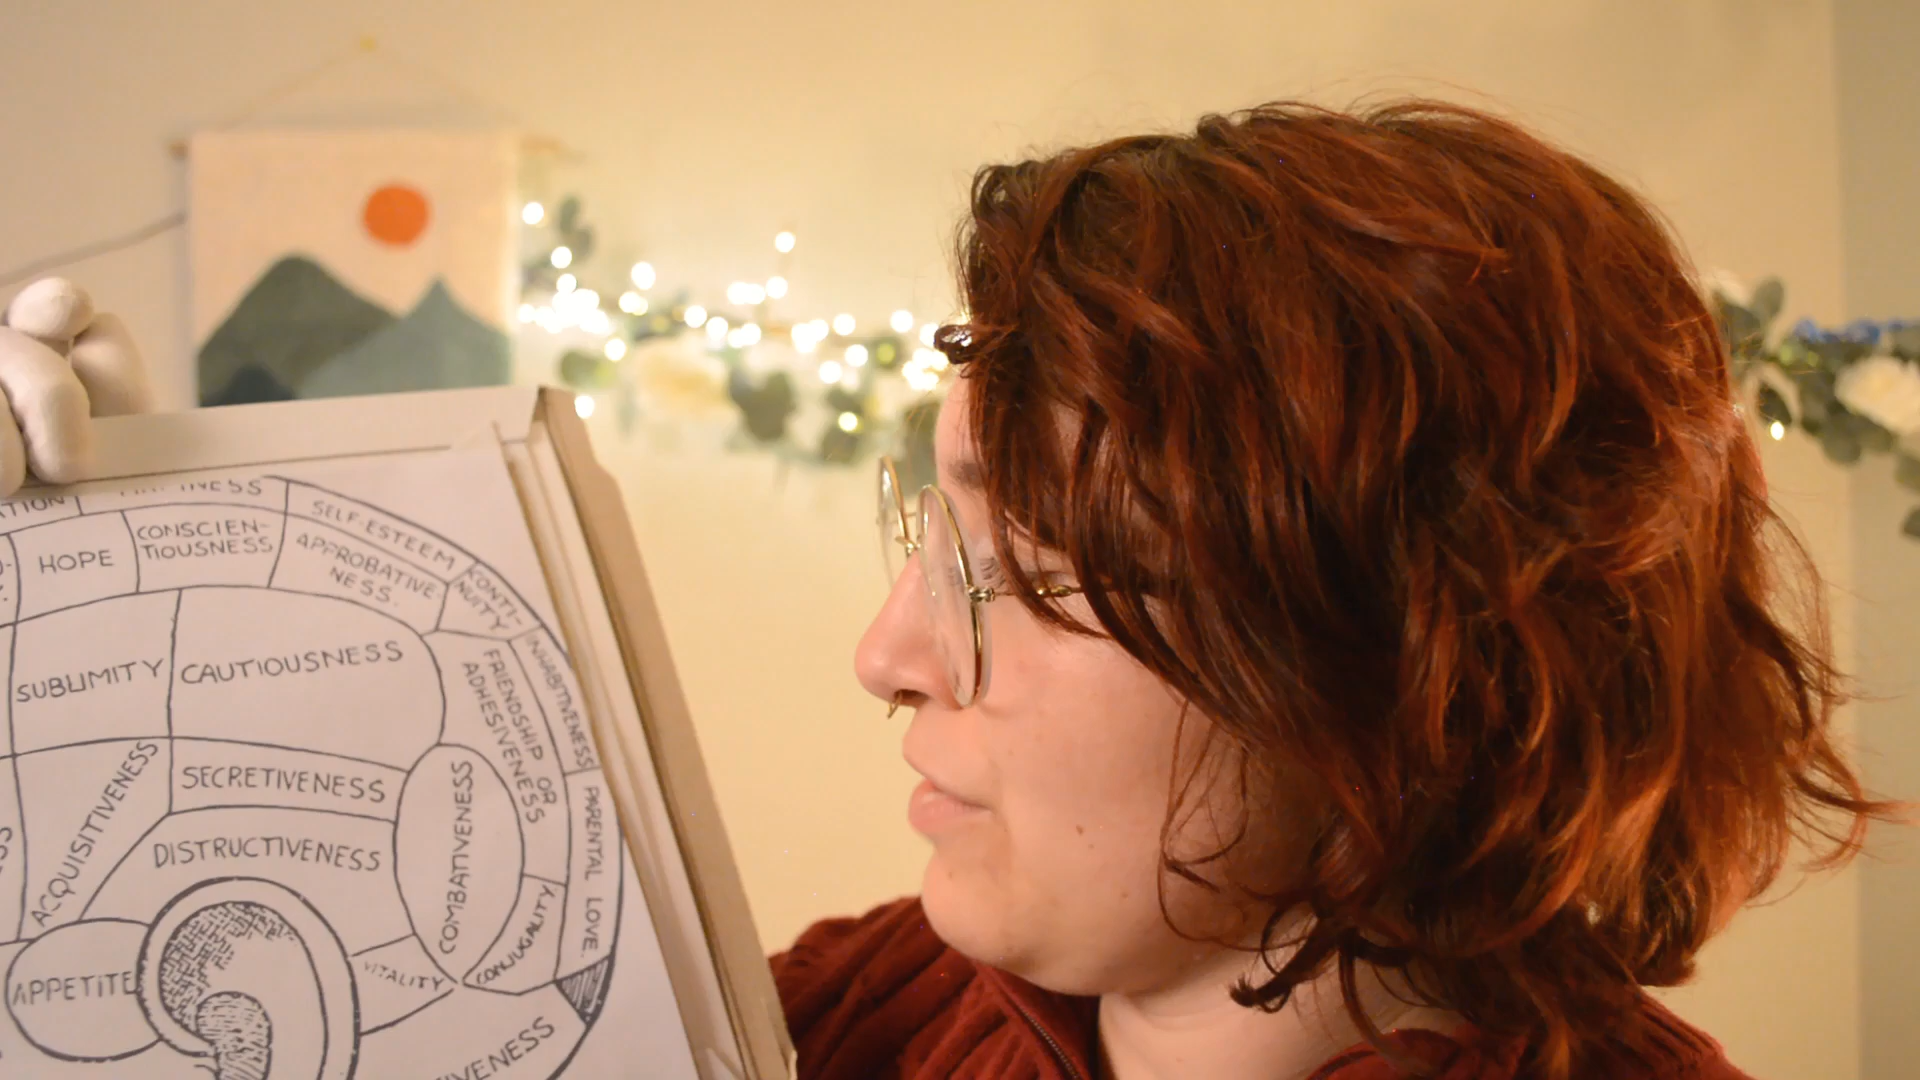 HOPE
CONSCIEN-
TIOUSNESS
SELF-ESTEEM
APPROBATIVE-
NESS.
CONTI-
NUITY
INHABITIVENESS
SUBLIMITY
CAUTIOUSNESS
FRIENDSHIP OR
ADHESIVENESS
PARENTAL LOVE.
ACQUISITIVENESS
SECRETIVENESS
DISTRUCTIVENESS
COMBATIVENESS
CONJUGALITY
APPETITE
VITALITY